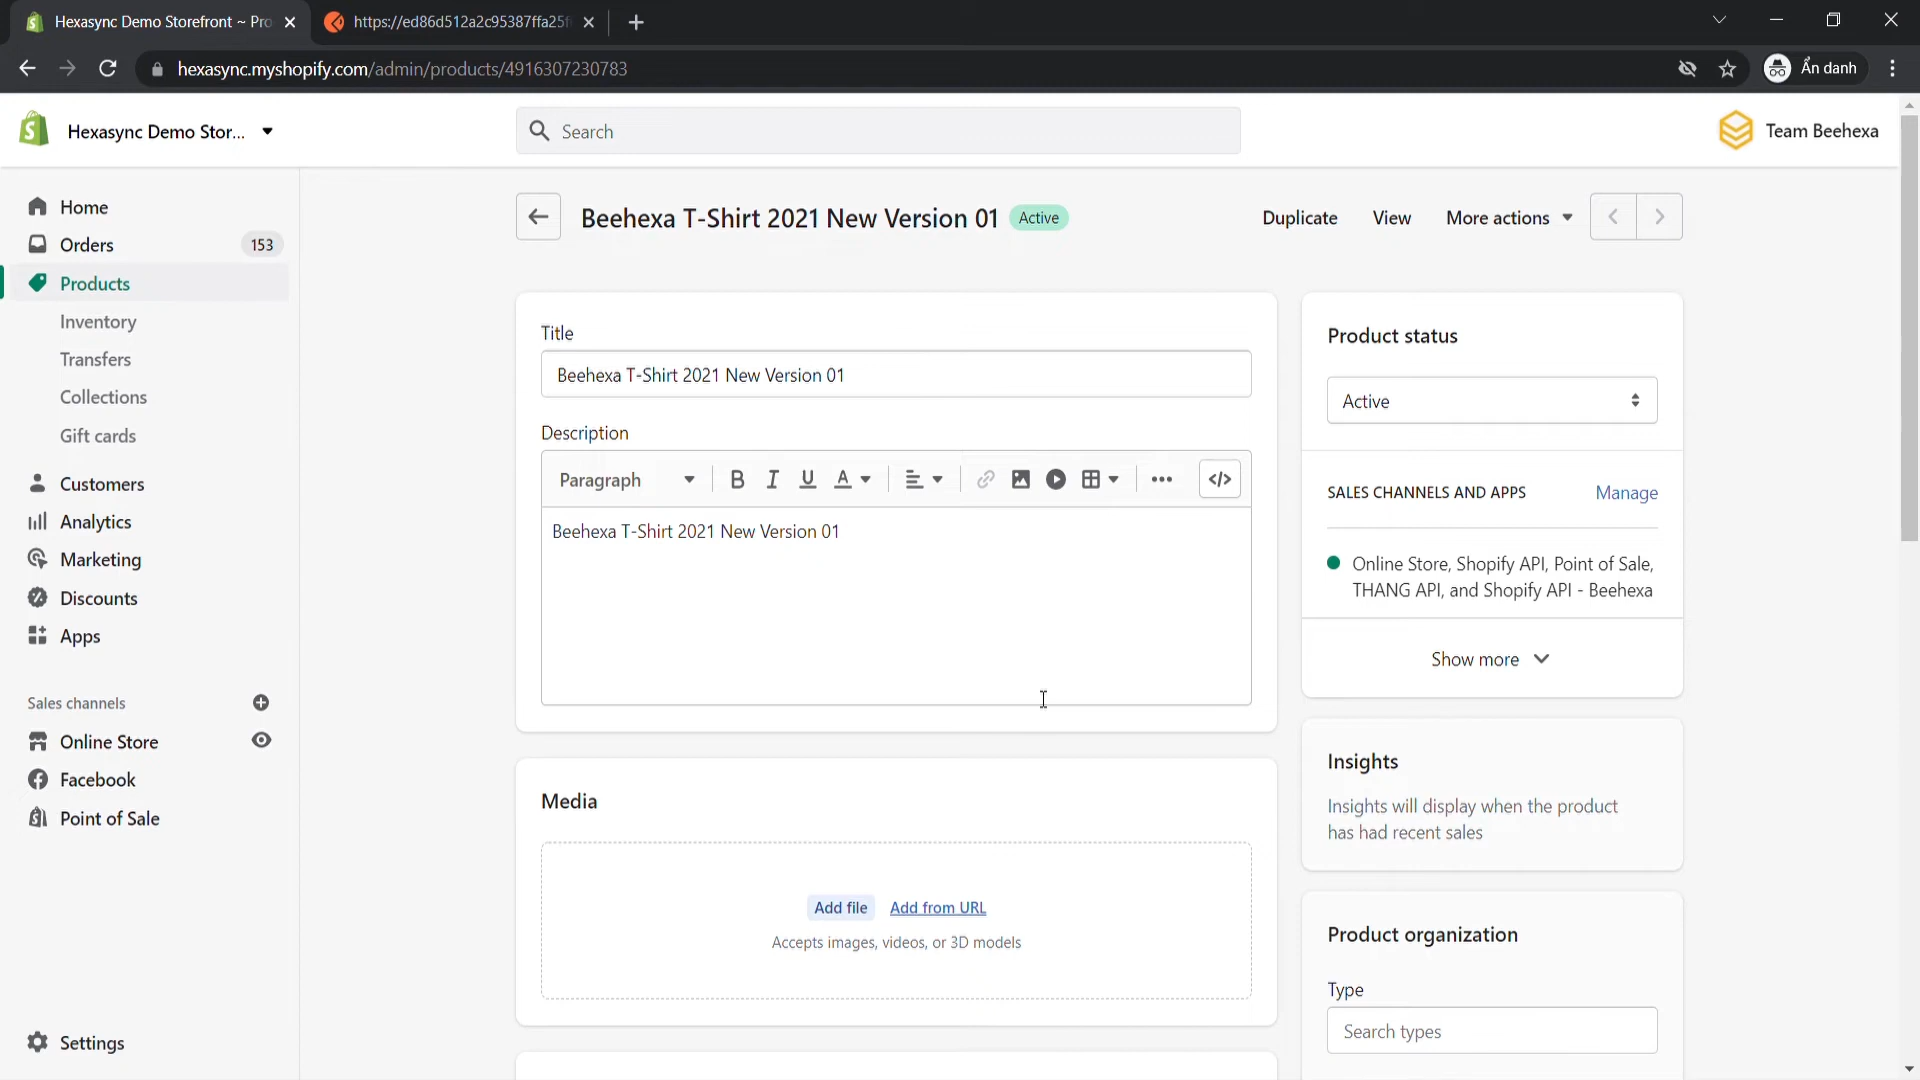 Hexasync Demo Storefront ~ Pro
https://ed86d512a2c95387ffa25f
hexasync.myshopify.com/admin/products/4916307230783
Ẩn danh
Hexasync Demo Stor...
Search
Team Beehexa
Home
Orders 153
Products
Inventory
Transfers
Collections
Gift cards
Customers
Analytics
Marketing
Discounts
Apps
Sales channels
Online Store
Facebook
Point of Sale
Settings
Beehexa T-Shirt 2021 New Version 01 Active
Duplicate View More actions
Title
Beehexa T-Shirt 2021 New Version 01
Description
Paragraph B I U A </>
Beehexa T-Shirt 2021 New Version 01
Media
Add file Add from URL
Accepts images, videos, or 3D models
Product status
Active
SALES CHANNELS AND APPS Manage
Online Store, Shopify API, Point of Sale,
THANG API, and Shopify API - Beehexa
Show more
Insights
Insights will display when the product
has had recent sales
Product organization
Type
Search types